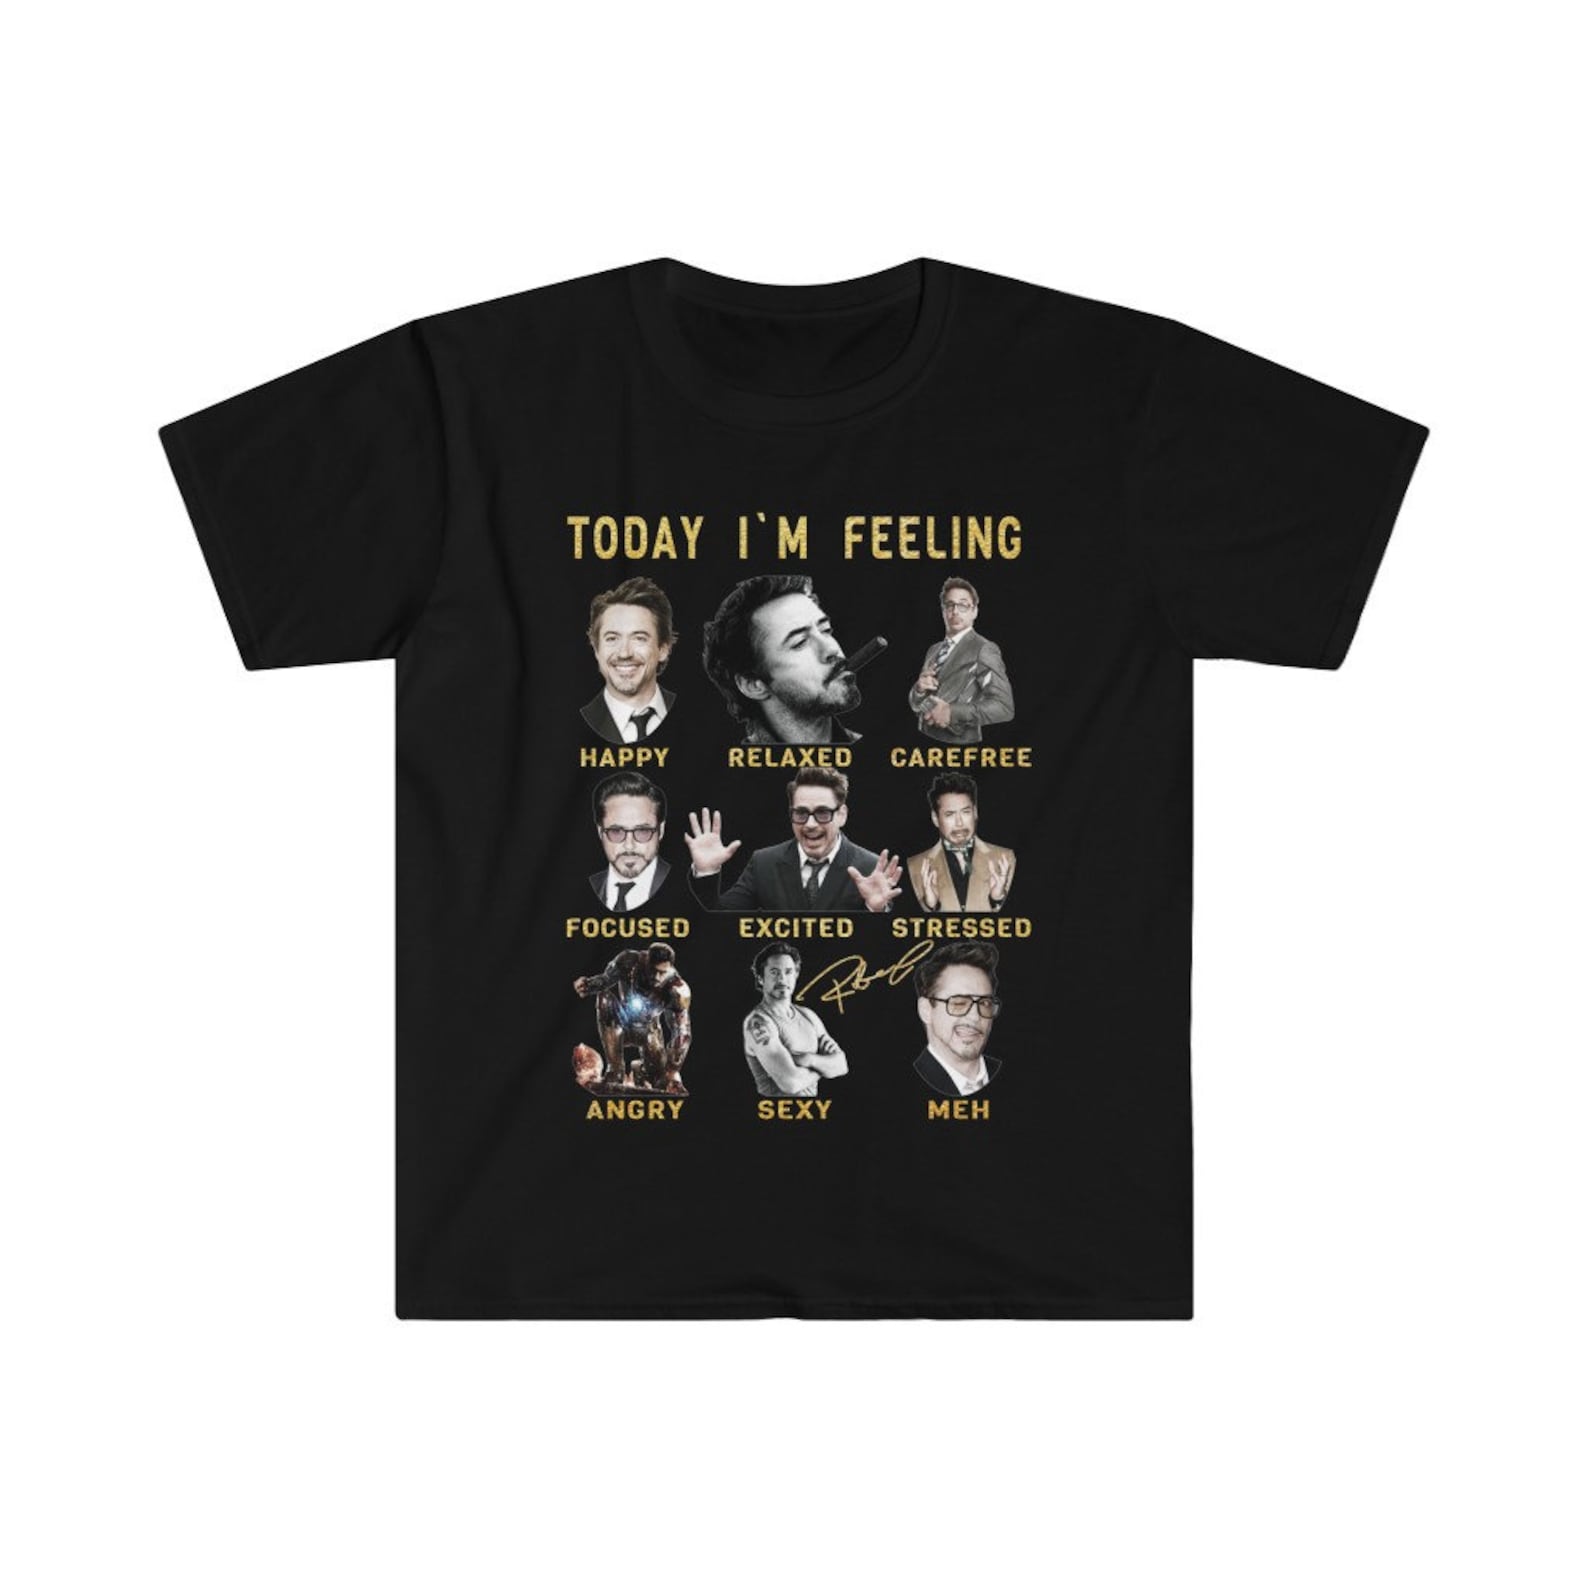 TODAY I`M FEELING
HAPPY RELAXED CAREFREE
FOCUSED EXCITED STRESSED
ANGRY SEXY MEH